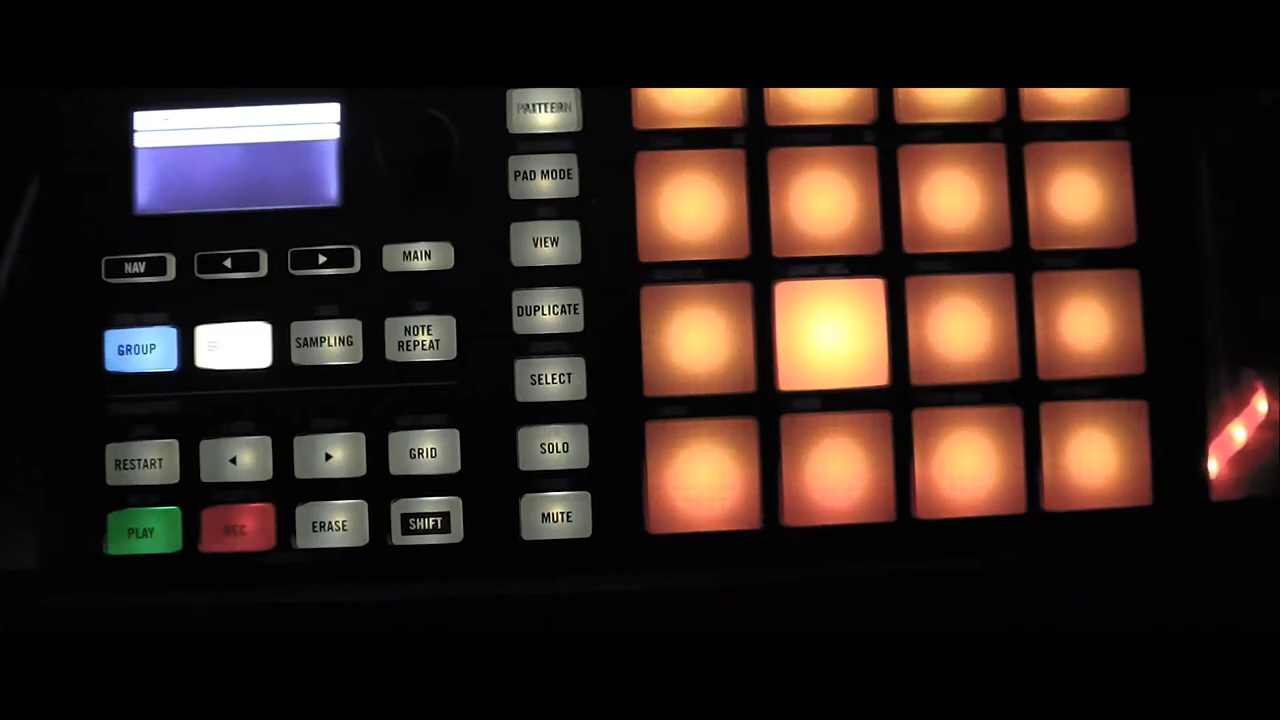 PATTERN
PAD MODE
VIEW
NAV
MAIN
DUPLICATE
GROUP
SAMPLING
NOTE
REPEAT
SELECT
RESTART
GRID
SOLO
PLAY
REC
ERASE
SHIFT
MUTE